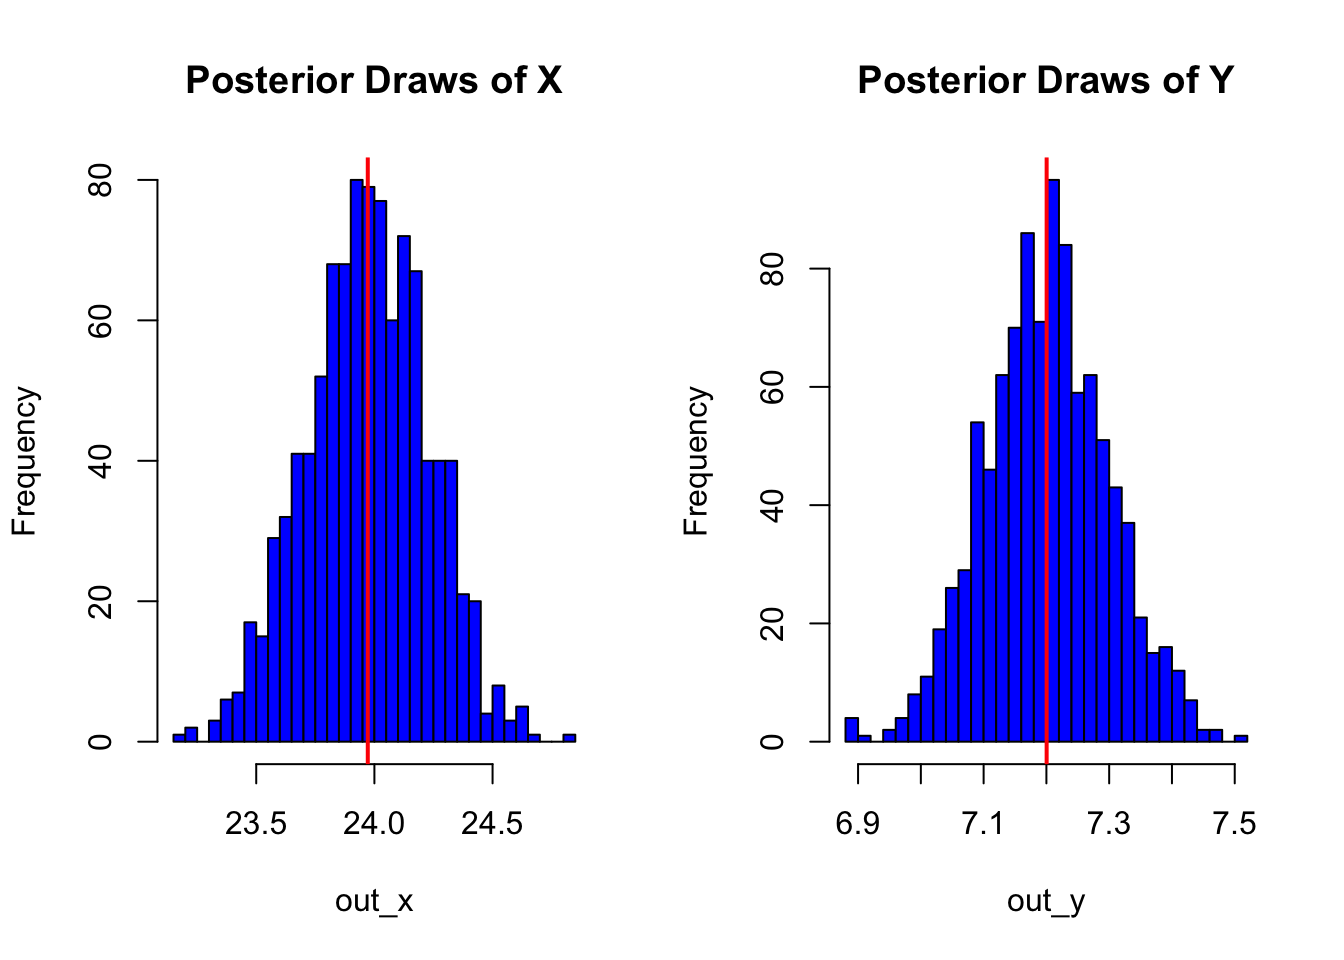 Posterior Draws of X
Frequency
80
60
40
20
0
23.5 24.0 24.5
out_x
Posterior Draws of Y
Frequency
80
60
40
20
0
6.9 7.1 7.3 7.5
out_y